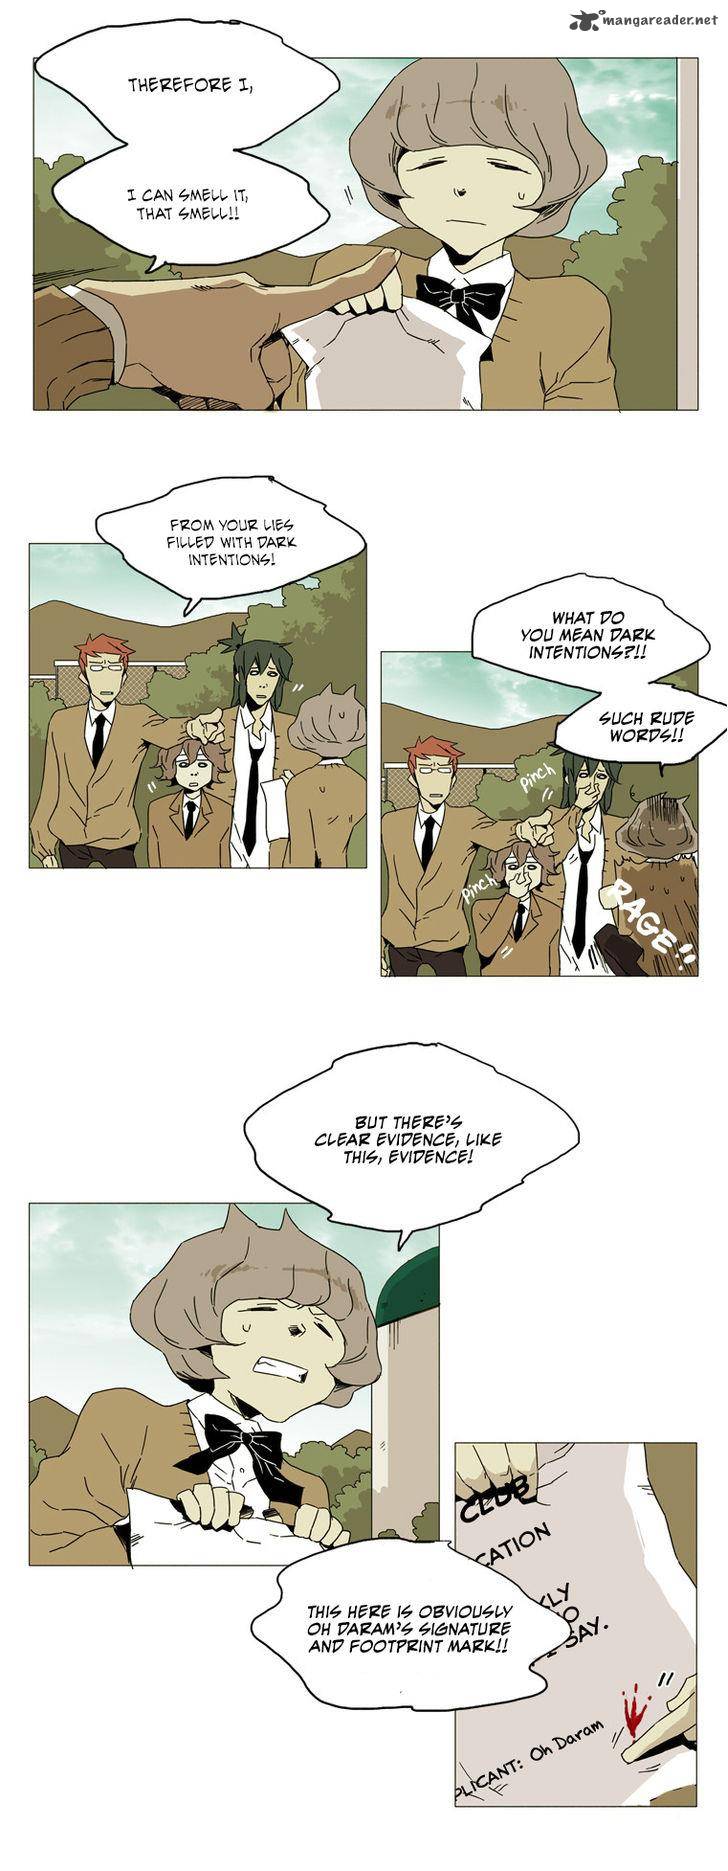 mangareader.net
THEREFORE I,
I CAN SMELL IT,
THAT SMELL!!
FROM YOUR LIES
FILLED WITH DARK
INTENTIONS!
WHAT DO
YOU MEAN DARK
INTENTIONS?!!
SUCH RUDE
WORDS!!
pinch
pinch
RAGE!!
BUT THERE'S
CLEAR EVIDENCE, LIKE
THIS, EVIDENCE!
CLUB
CATION
KLY
O
SAY.
THIS HERE IS OBVIOUSLY
OH DARAM'S SIGNATURE
AND FOOTPRINT MARK!!
PLICANT: Oh Daram